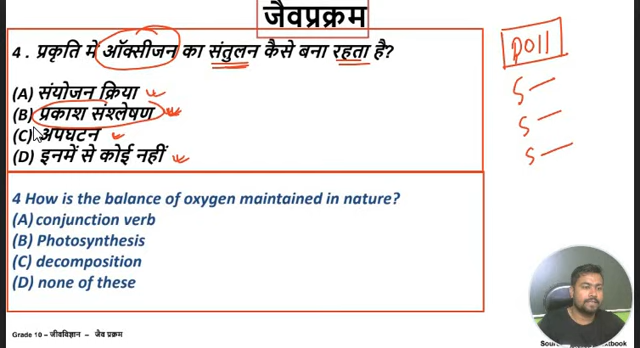 जैवप्रक्रम
4 . प्रकृति में ऑक्सीजन का संतुलन कैसे बना रहता है?
(A) संयोजन क्रिया
(B) प्रकाश संश्लेषण
(C) अपघटन
(D) इनमें से कोई नहीं
Poll
S
S
S
4 How is the balance of oxygen maintained in nature?
(A) conjunction verb
(B) Photosynthesis
(C) decomposition
(D) none of these
Grade 10 – जीवविज्ञान – जैव प्रक्रम